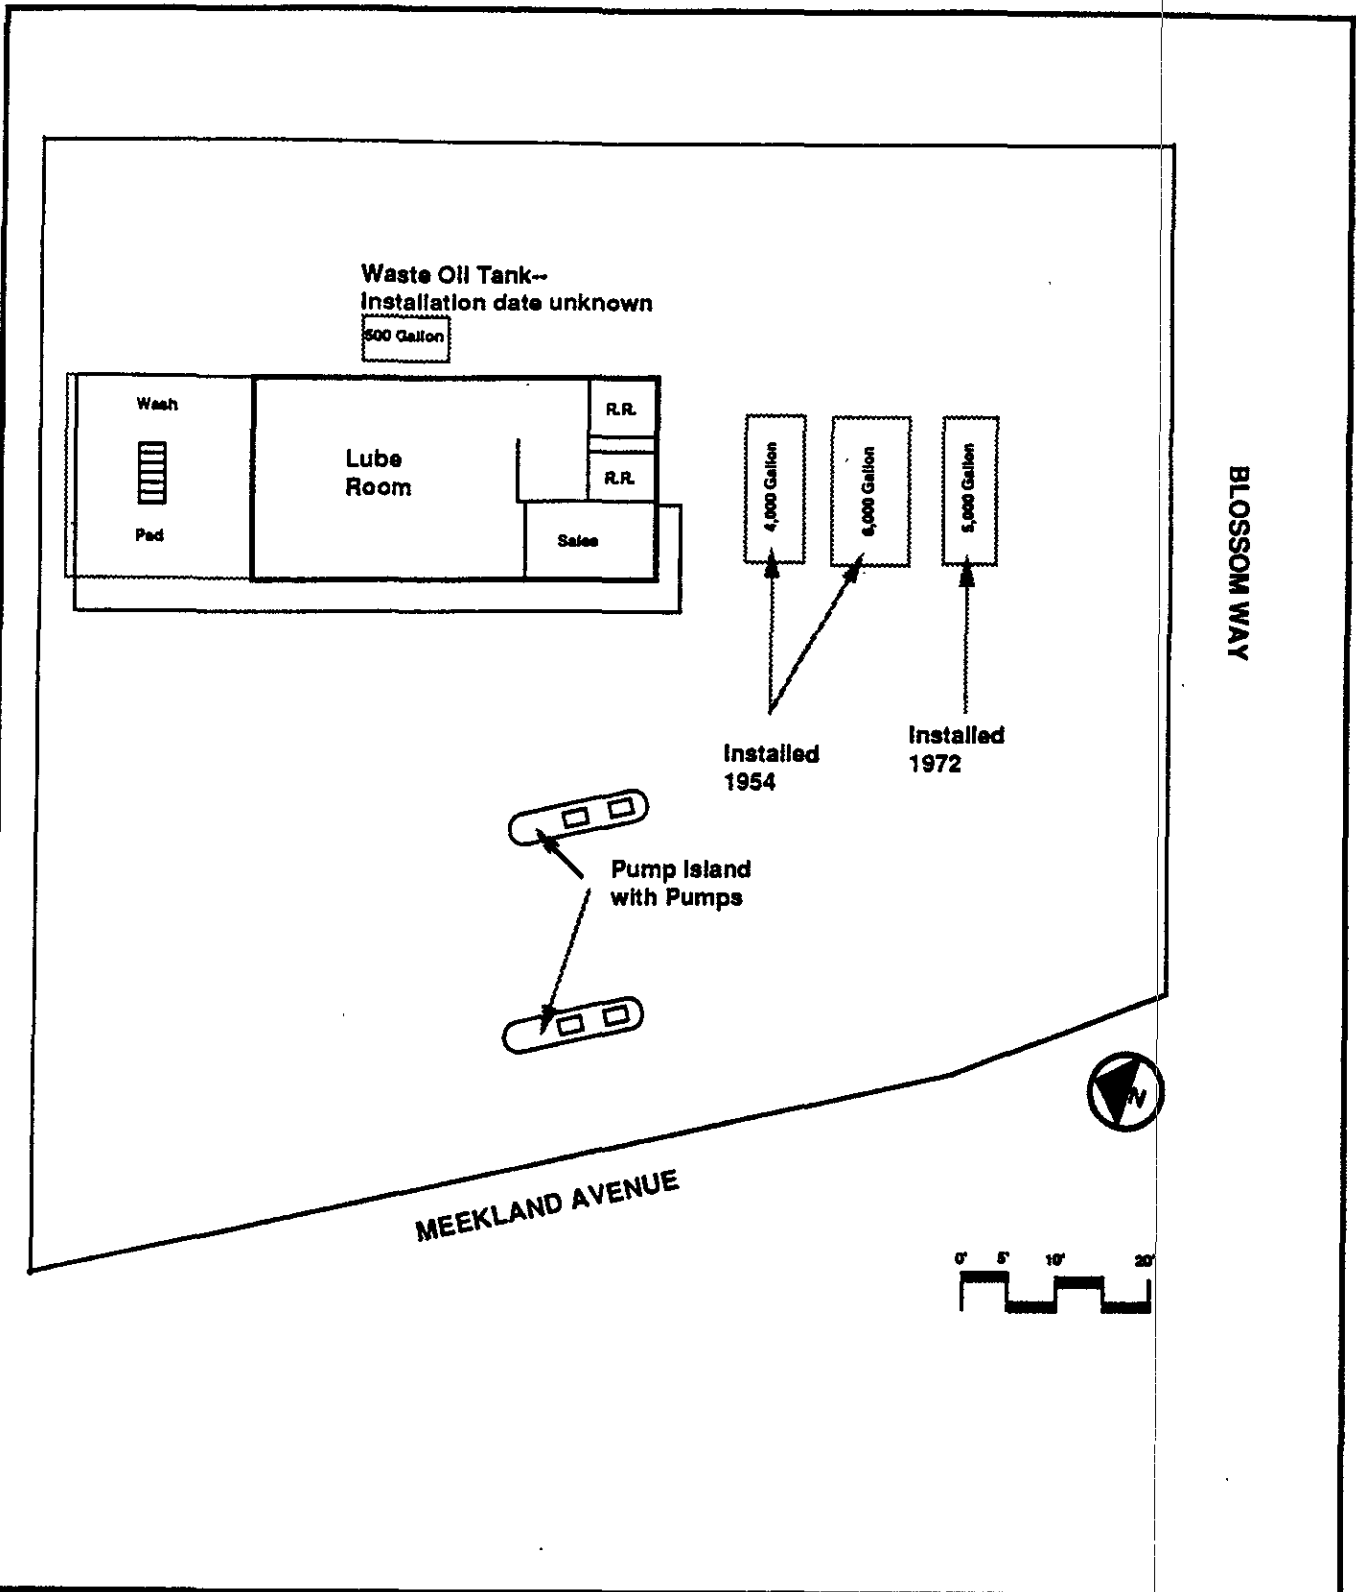 Waste Oil Tank--
Installation date unknown
500 Gallon
Wash
Pad
Lube
Room
R.R.
R.R.
Sales
4,000 Gallon
6,000 Gallon
5,000 Gallon
BLOSSOM WAY
Installed
1954
Installed
1972
Pump Island
with Pumps
MEEKLAND AVENUE
N
0' 5' 10' 20'